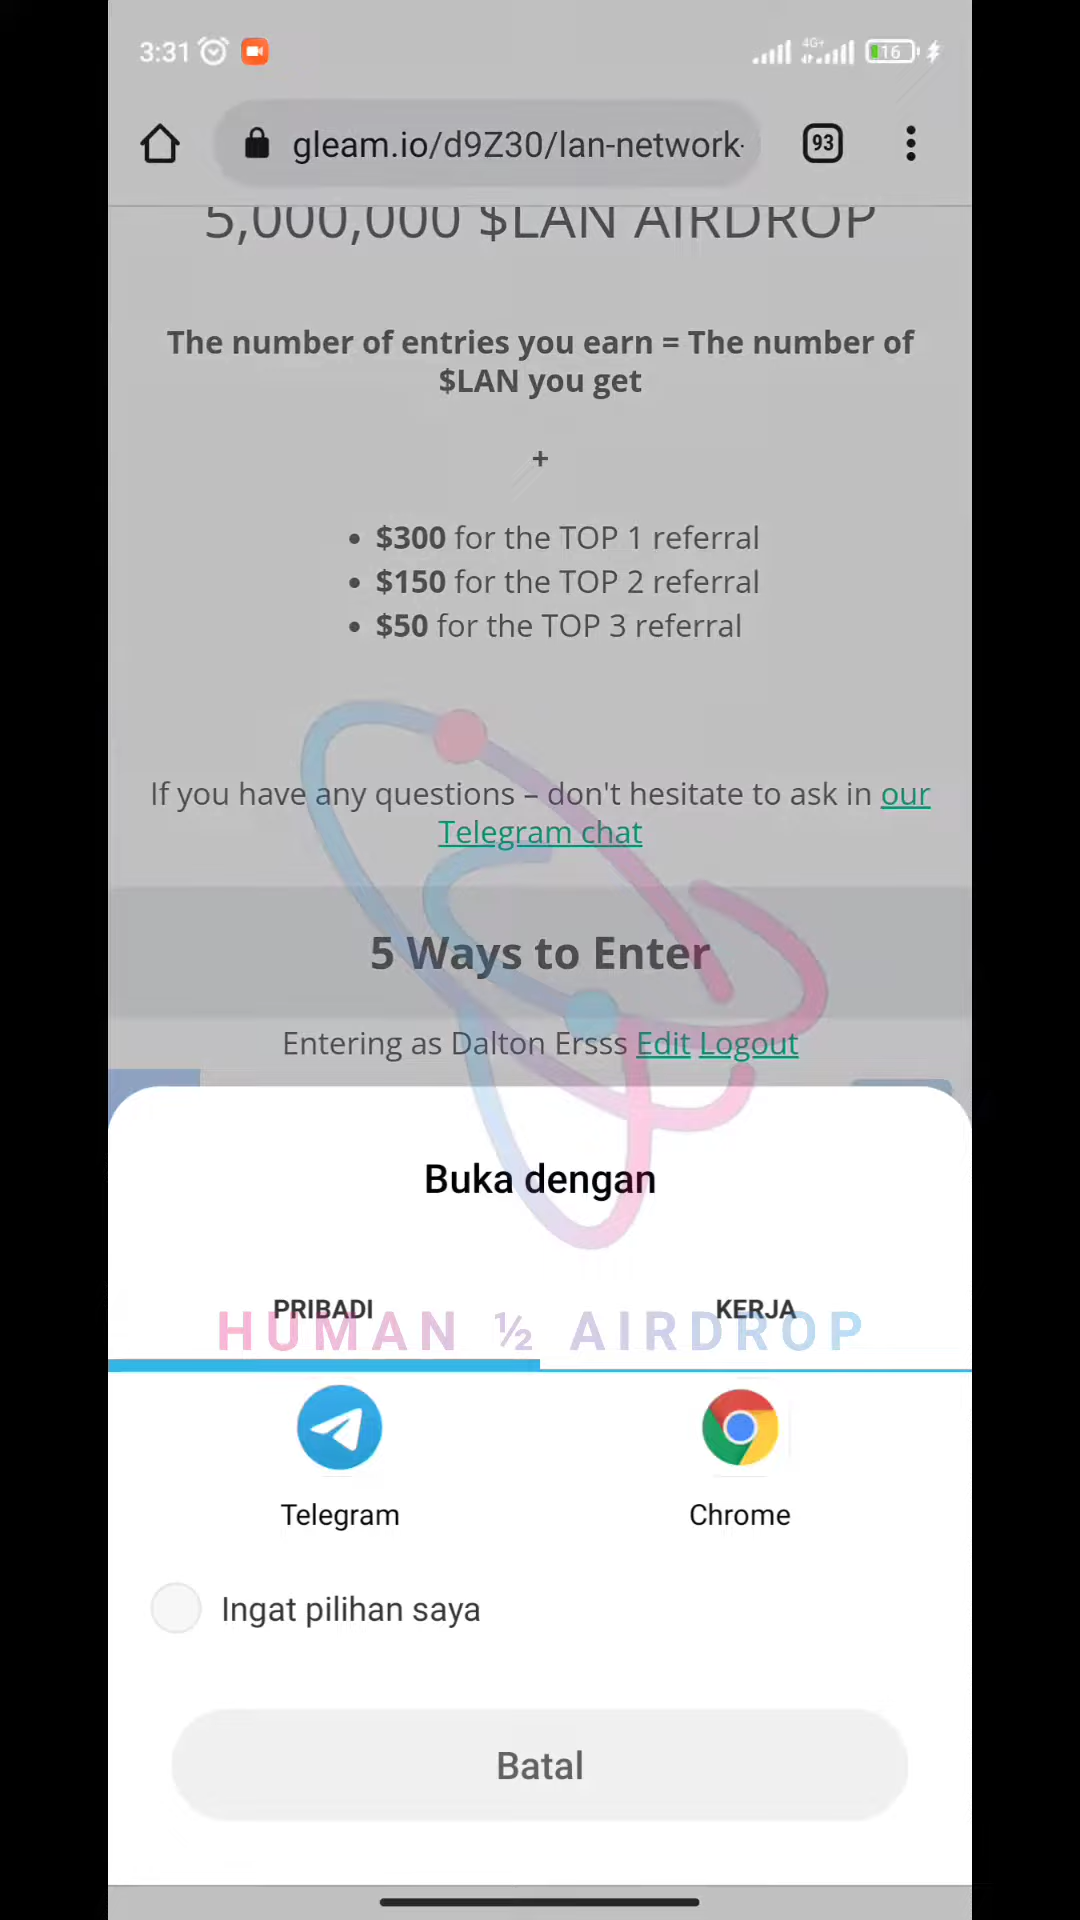 3:31
4G+
16
gleam.io/d9Z30/lan-network-
93
5,000,000 $LAN AIRDROP
The number of entries you earn = The number of
$LAN you get
+
• $300 for the TOP 1 referral
• $150 for the TOP 2 referral
• $50 for the TOP 3 referral
If you have any questions – don't hesitate to ask in our
Telegram chat
5 Ways to Enter
Entering as Dalton Ersss Edit Logout
Buka dengan
PRIBADI KERJA
HUMAN ½ AIRDROP
Telegram Chrome
Ingat pilihan saya
Batal